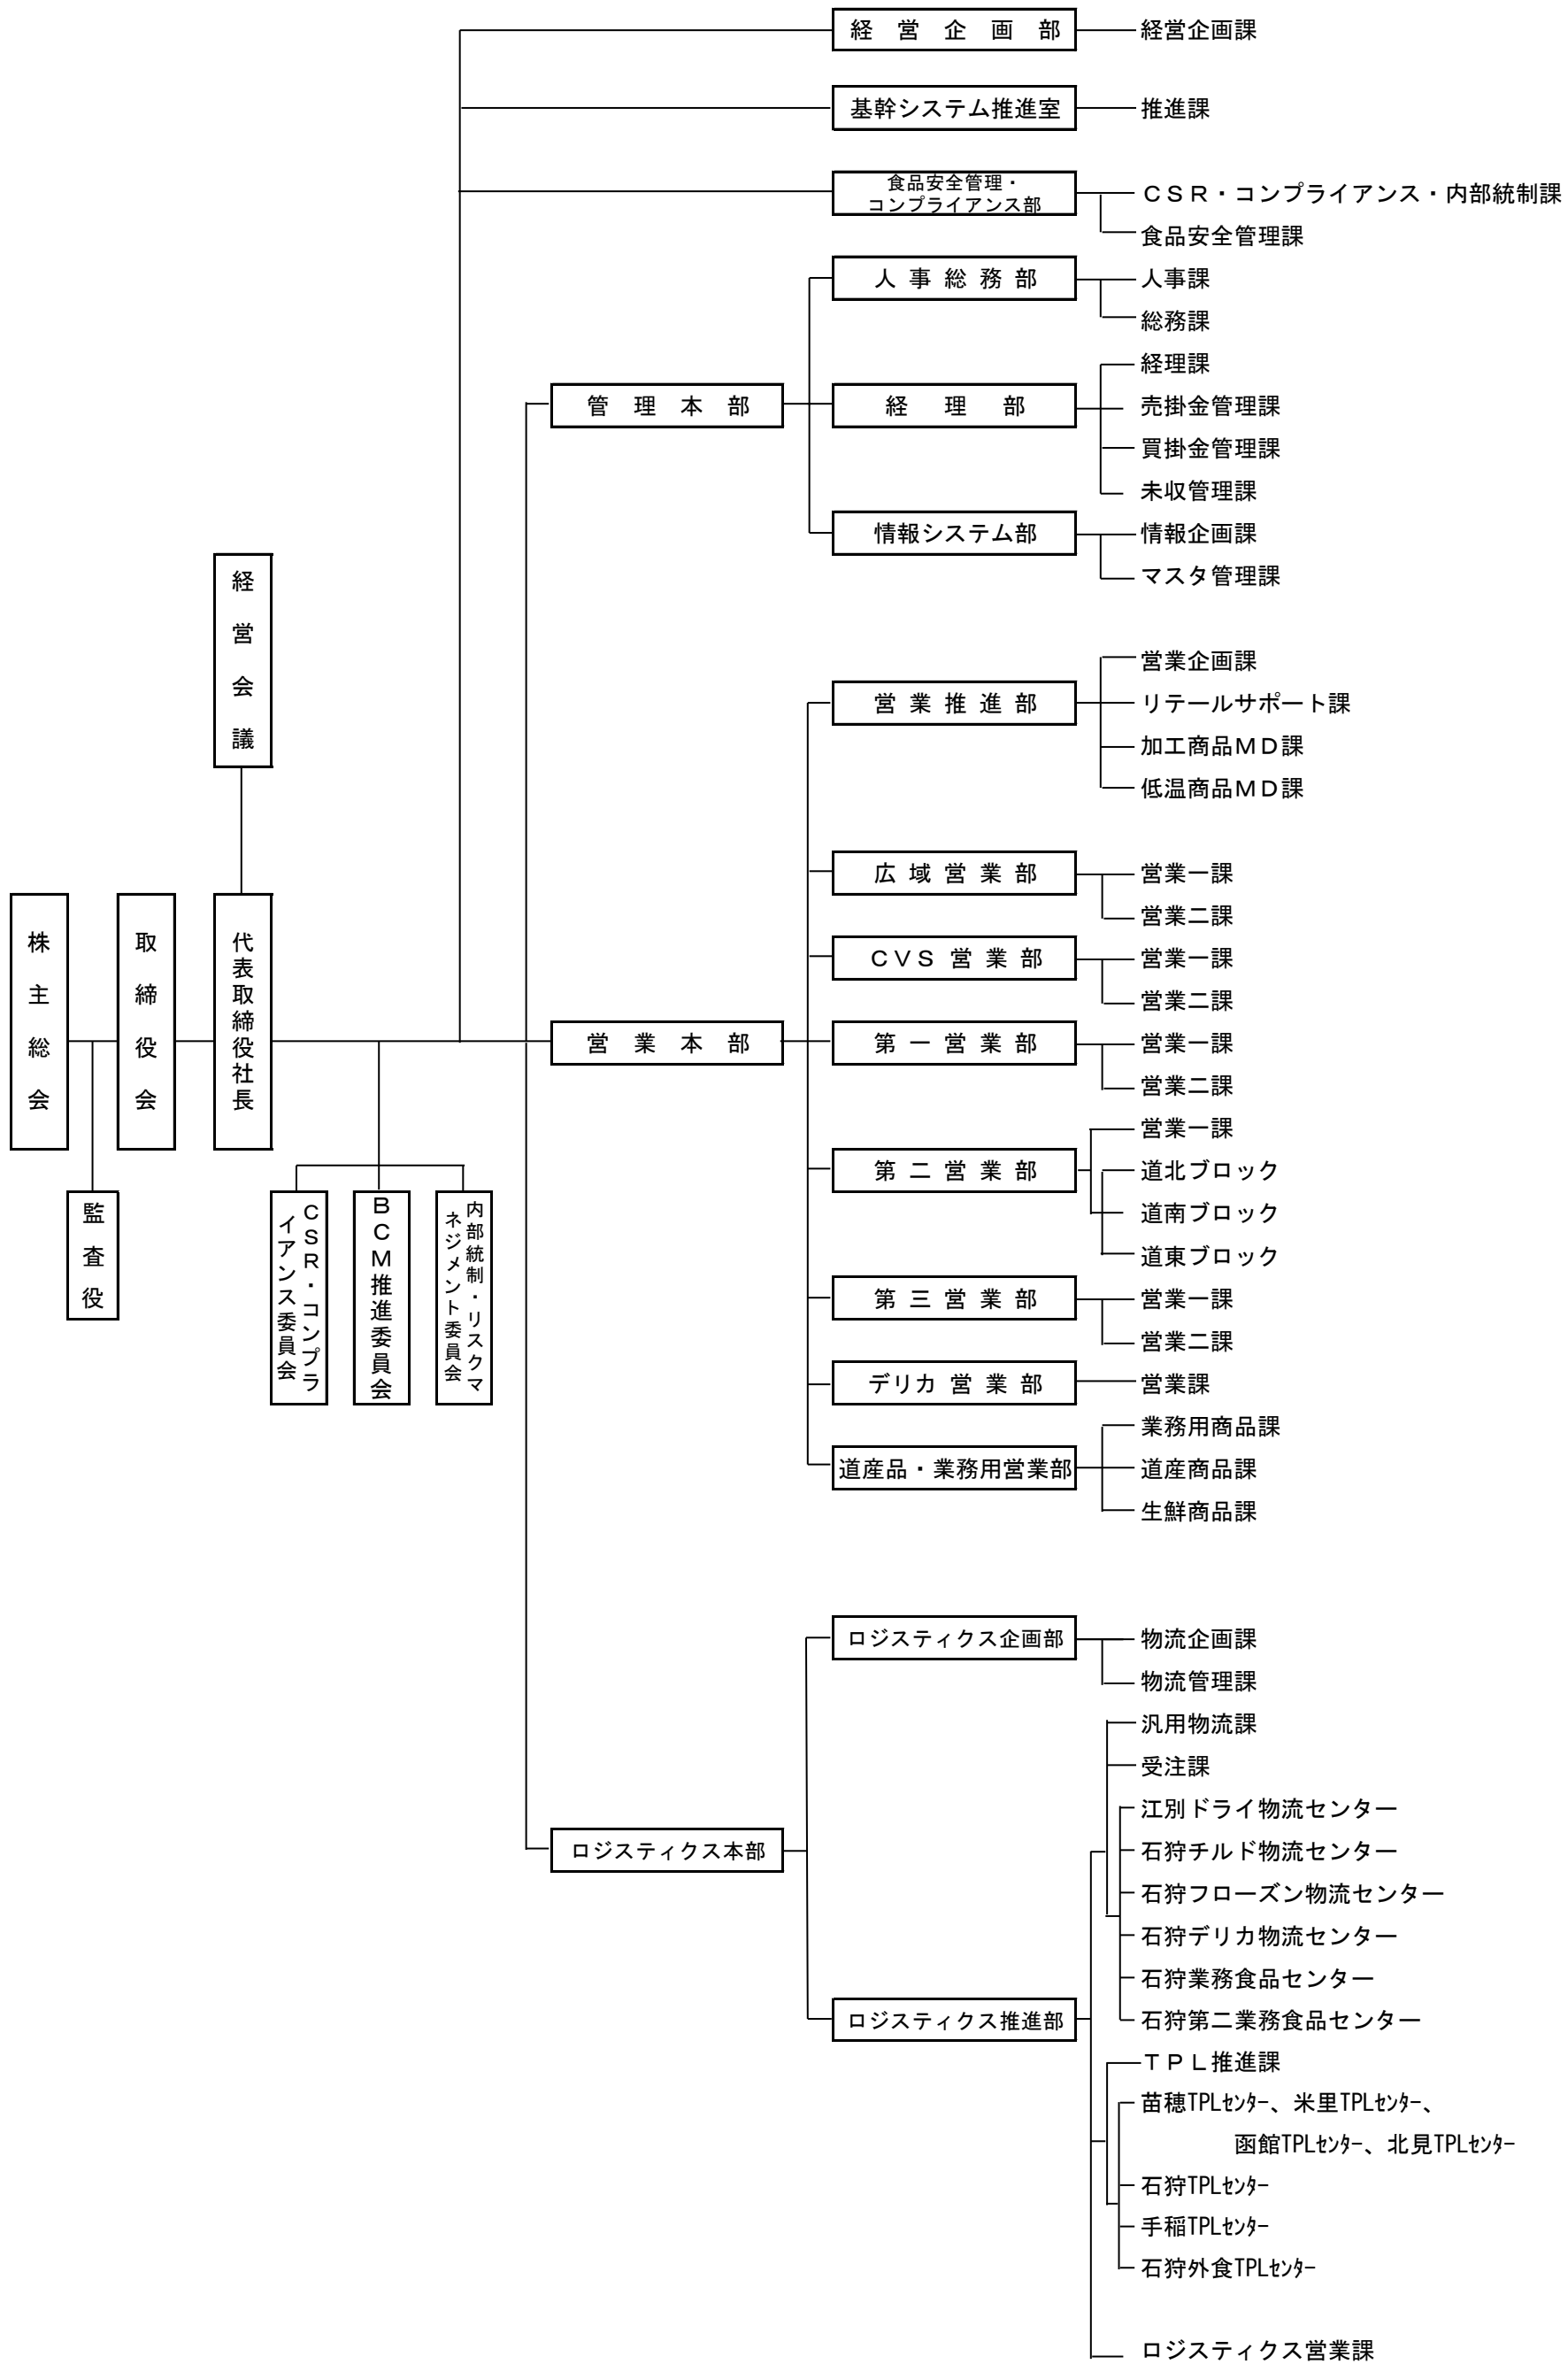 経営企画部
経営企画課
基幹システム推進室
推進課
食品安全管理・
コンプライアンス部
ＣＳＲ・コンプライアンス・内部統制課
食品安全管理課
人事総務部
人事課
総務課
管理本部
経理部
経理課
売掛金管理課
買掛金管理課
未収管理課
情報システム部
情報企画課
マスタ管理課
経営会議
営業推進部
営業企画課
リテールサポート課
加工商品ＭＤ課
低温商品ＭＤ課
広域営業部
営業一課
営業二課
ＣＶＳ営業部
営業一課
営業二課
株主総会
取締役会
代表取締役社長
営業本部
第一営業部
営業一課
営業二課
第二営業部
営業一課
道北ブロック
道南ブロック
道東ブロック
監査役
ＣＳＲ・コンプラ
イアンス委員会
ＢＣＭ推進委員会
内部統制・リスクマ
ネジメント委員会
第三営業部
営業一課
営業二課
デリカ営業部
営業課
道産品・業務用営業部
業務用商品課
道産商品課
生鮮商品課
ロジスティクス企画部
物流企画課
物流管理課
ロジスティクス本部
ロジスティクス推進部
汎用物流課
受注課
江別ドライ物流センター
石狩チルド物流センター
石狩フローズン物流センター
石狩デリカ物流センター
石狩業務食品センター
石狩第二業務食品センター
ＴＰＬ推進課
苗穂TPLｾﾝﾀｰ、米里TPLｾﾝﾀｰ、
函館TPLｾﾝﾀｰ、北見TPLｾﾝﾀｰ
石狩TPLｾﾝﾀｰ
手稲TPLｾﾝﾀｰ
石狩外食TPLｾﾝﾀｰ
ロジスティクス営業課